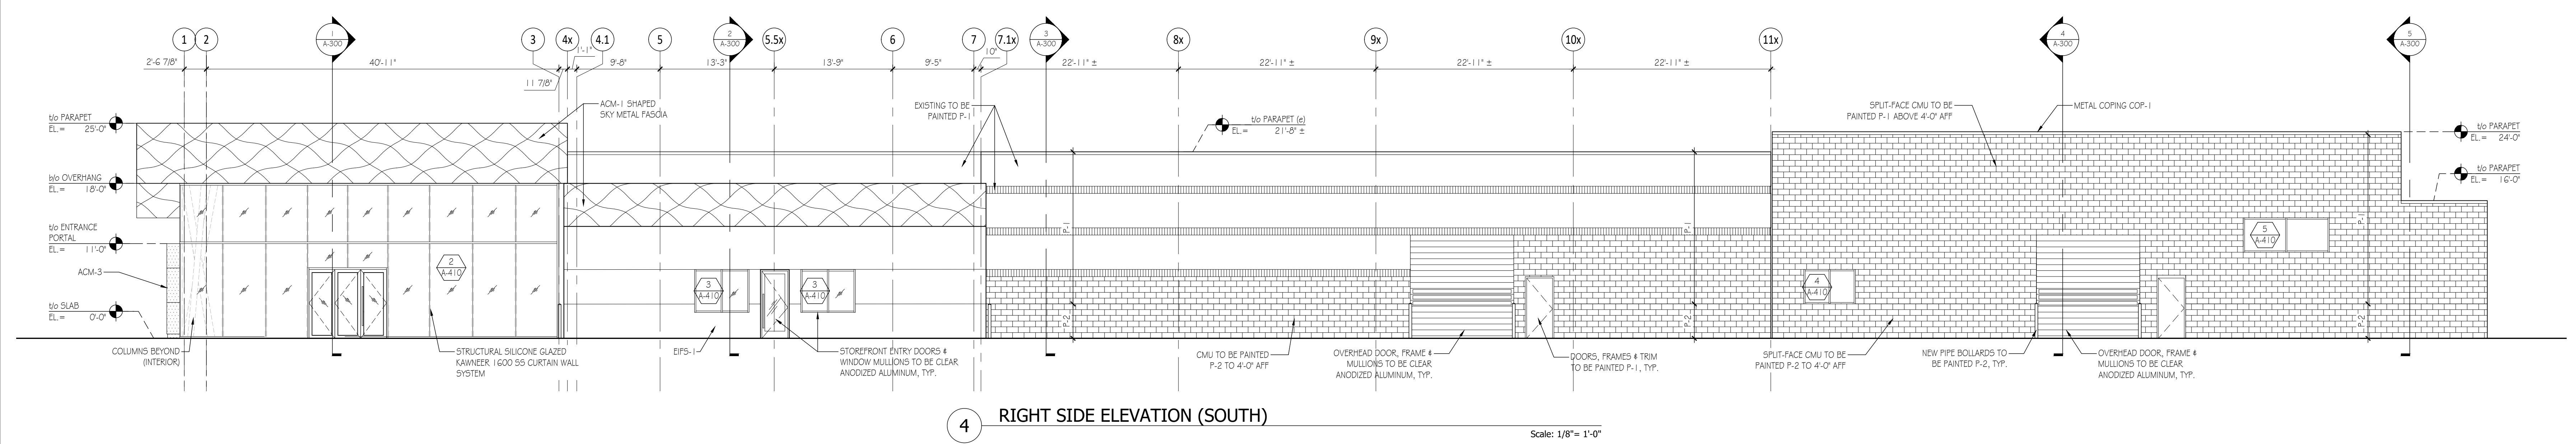 1
2
1
A-300
3
4x
4.1
5
2
A-300
5.5x
6
7
7.1x
3
A-300
8x
9x
10x
11x
4
A-300
5
A-300
2'-6 7/8"
40'-11"
11 7/8"
1'-1"
9'-8"
13'-3"
13'-9"
9'-5"
10"
22'-11" ±
22'-11" ±
22'-11" ±
22'-11" ±
t/o PARAPET
EL.= 25'-0"
b/o OVERHANG
EL.= 18'-0"
t/o ENTRANCE
PORTAL
EL.= 11'-0"
ACM-3
t/o SLAB
EL.= 0'-0"
ACM-1 SHAPED
SKY METAL FASCIA
EXISTING TO BE
PAINTED P-1
t/o PARAPET (e)
EL.= 21'-8" ±
SPLIT-FACE CMU TO BE
PAINTED P-1 ABOVE 4'-0" AFF
METAL COPING COP-1
t/o PARAPET
EL.= 24'-0"
t/o PARAPET
EL.= 16'-0"
2
A-410
3
A-410
3
A-410
4
A-410
5
A-410
P-1
P-2
P-1
P-2
P-1
P-2
COLUMNS BEYOND
(INTERIOR)
STRUCTURAL SILICONE GLAZED
KAWNEER 1600 SS CURTAIN WALL
SYSTEM
EIFS-1
STOREFRONT ENTRY DOORS &
WINDOW MULLIONS TO BE CLEAR
ANODIZED ALUMINUM, TYP.
CMU TO BE PAINTED
P-2 TO 4'-0" AFF
OVERHEAD DOOR, FRAME &
MULLIONS TO BE CLEAR
ANODIZED ALUMINUM, TYP.
DOORS, FRAMES & TRIM
TO BE PAINTED P-1, TYP.
SPLIT-FACE CMU TO BE
PAINTED P-2 TO 4'-0" AFF
NEW PIPE BOLLARDS TO
BE PAINTED P-2, TYP.
OVERHEAD DOOR, FRAME &
MULLIONS TO BE CLEAR
ANODIZED ALUMINUM, TYP.
4
RIGHT SIDE ELEVATION (SOUTH)
Scale: 1/8"= 1'-0"